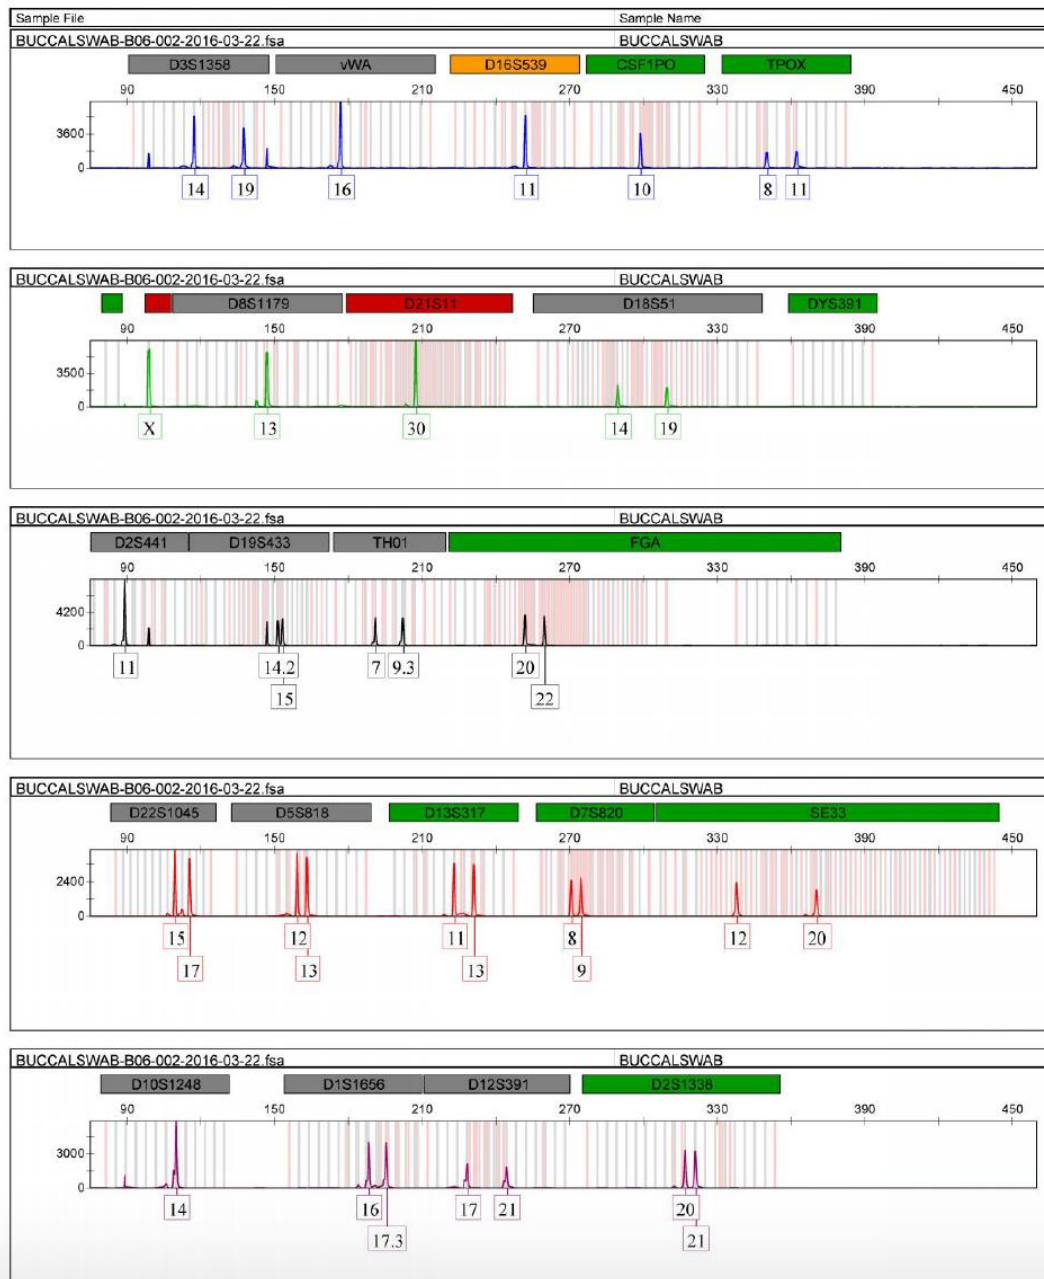 Sample File Sample Name
BUCCALSWAB-B06-002-2016-03-22.fsa BUCCALSWAB
D3S1358 vWA D16S539 CSF1PO TPOX
90 150 210 270 330 390 450
3600
0
14 19 16 11 10 8 11
BUCCALSWAB-B06-002-2016-03-22.fsa BUCCALSWAB
D8S1179 D21S11 D18S51 DYS391
90 150 210 270 330 390 450
3500
0
X 13 30 14 19
BUCCALSWAB-B06-002-2016-03-22.fsa BUCCALSWAB
D2S441 D19S433 TH01 FGA
90 150 210 270 330 390 450
4200
0
11 14.2 7 9.3 20
15 22
BUCCALSWAB-B06-002-2016-03-22.fsa BUCCALSWAB
D22S1045 D5S818 D13S317 D7S820 SE33
90 150 210 270 330 390 450
2400
0
15 12 11 8 12 20
17 13 13 9
BUCCALSWAB-B06-002-2016-03-22.fsa BUCCALSWAB
D10S1248 D1S1656 D12S391 D2S1338
90 150 210 270 330 390 450
3000
0
14 16 17 21 20
17.3 21